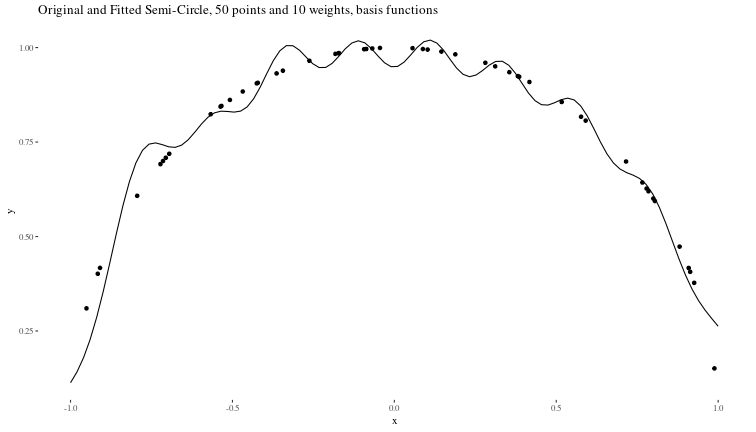 Original and Fitted Semi-Circle, 50 points and 10 weights, basis functions
1.00
0.75
y
0.50
0.25
-1.0 -0.5 0.0 0.5 1.0
x